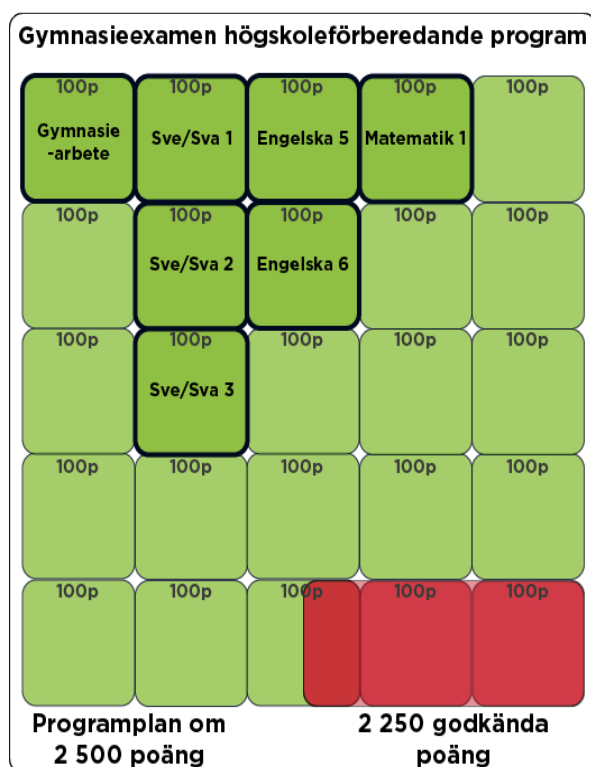 Gymnasieexamen högskoleförberedande program
100p 100p 100p 100p 100p
Gymnasie
-arbete
Sve/Sva 1
Engelska 5
Matematik 1
100p 100p 100p 100p 100p
Sve/Sva 2
Engelska 6
100p 100p 100p 100p 100p
Sve/Sva 3
100p 100p 100p 100p 100p
100p 100p 100p 100p 100p
Programplan om
2 500 poäng
2 250 godkända
poäng